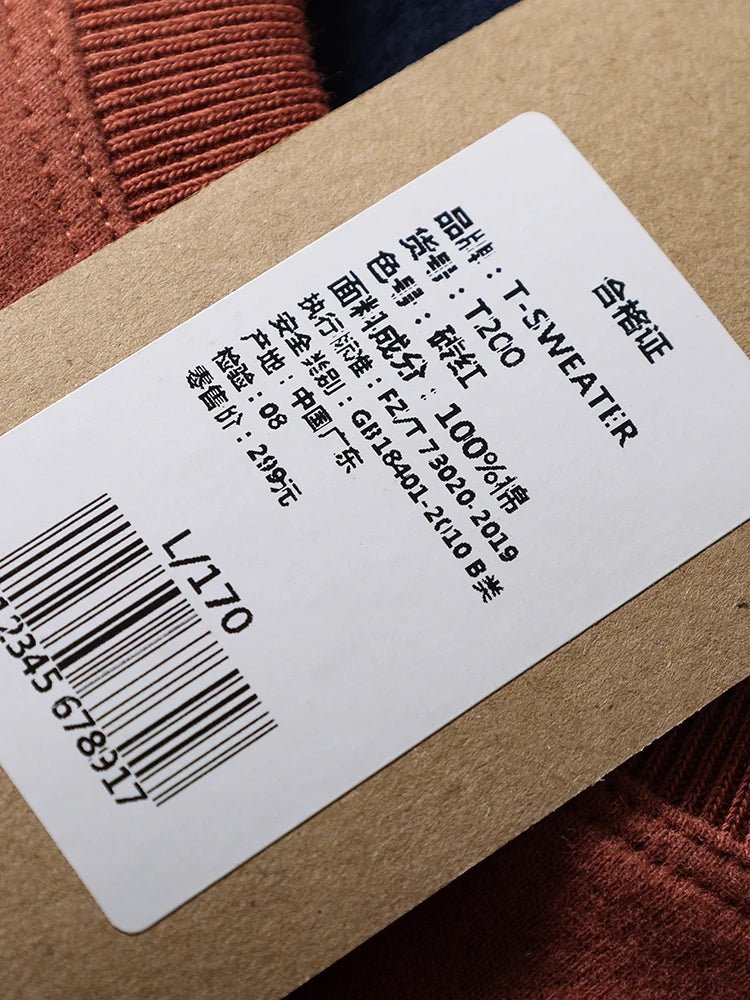 合格证
品牌：T-SWEATER
货号：T200
色号：砖红
面料成分：100%棉
执行标准：FZ/T 73020-2019
安全类别：GB18401-2010 B类
产地：中国广东
检验：08
零售价：299元
L/170
12345 678917